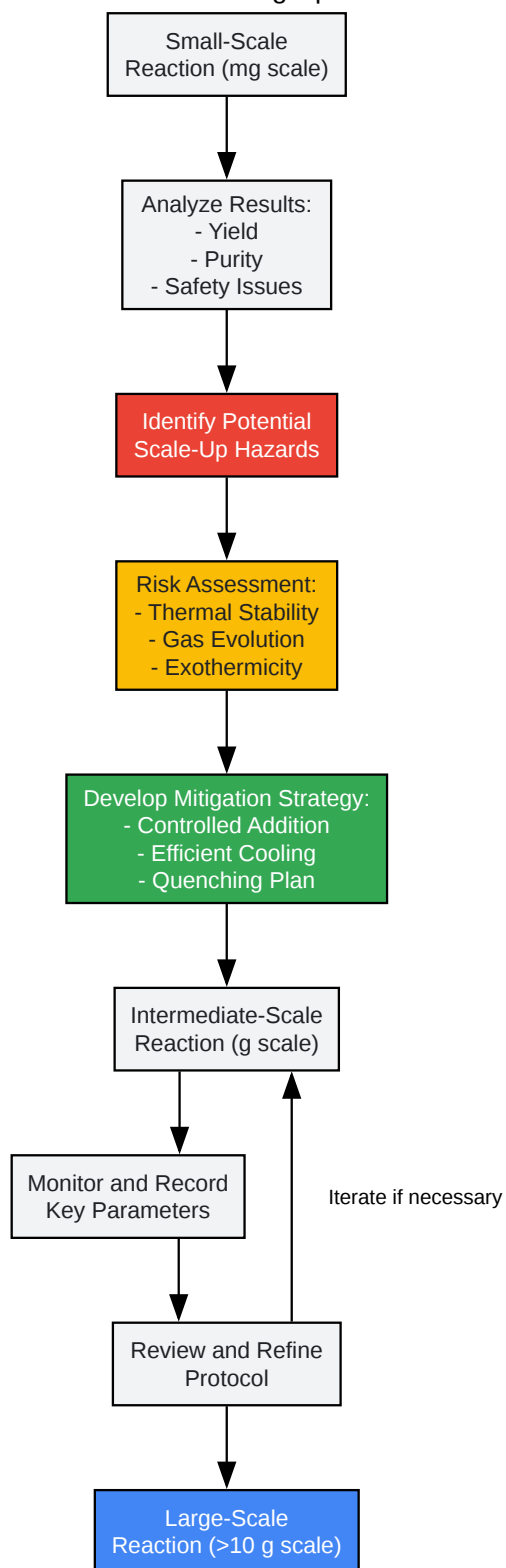 Small-Scale
Reaction (mg scale)
Analyze Results:
- Yield
- Purity
- Safety Issues
Identify Potential
Scale-Up Hazards
Risk Assessment:
- Thermal Stability
- Gas Evolution
- Exothermicity
Develop Mitigation Strategy:
- Controlled Addition
- Efficient Cooling
- Quenching Plan
Intermediate-Scale
Reaction (g scale)
Monitor and Record
Key Parameters
Iterate if necessary
Review and Refine
Protocol
Large-Scale
Reaction (>10 g scale)